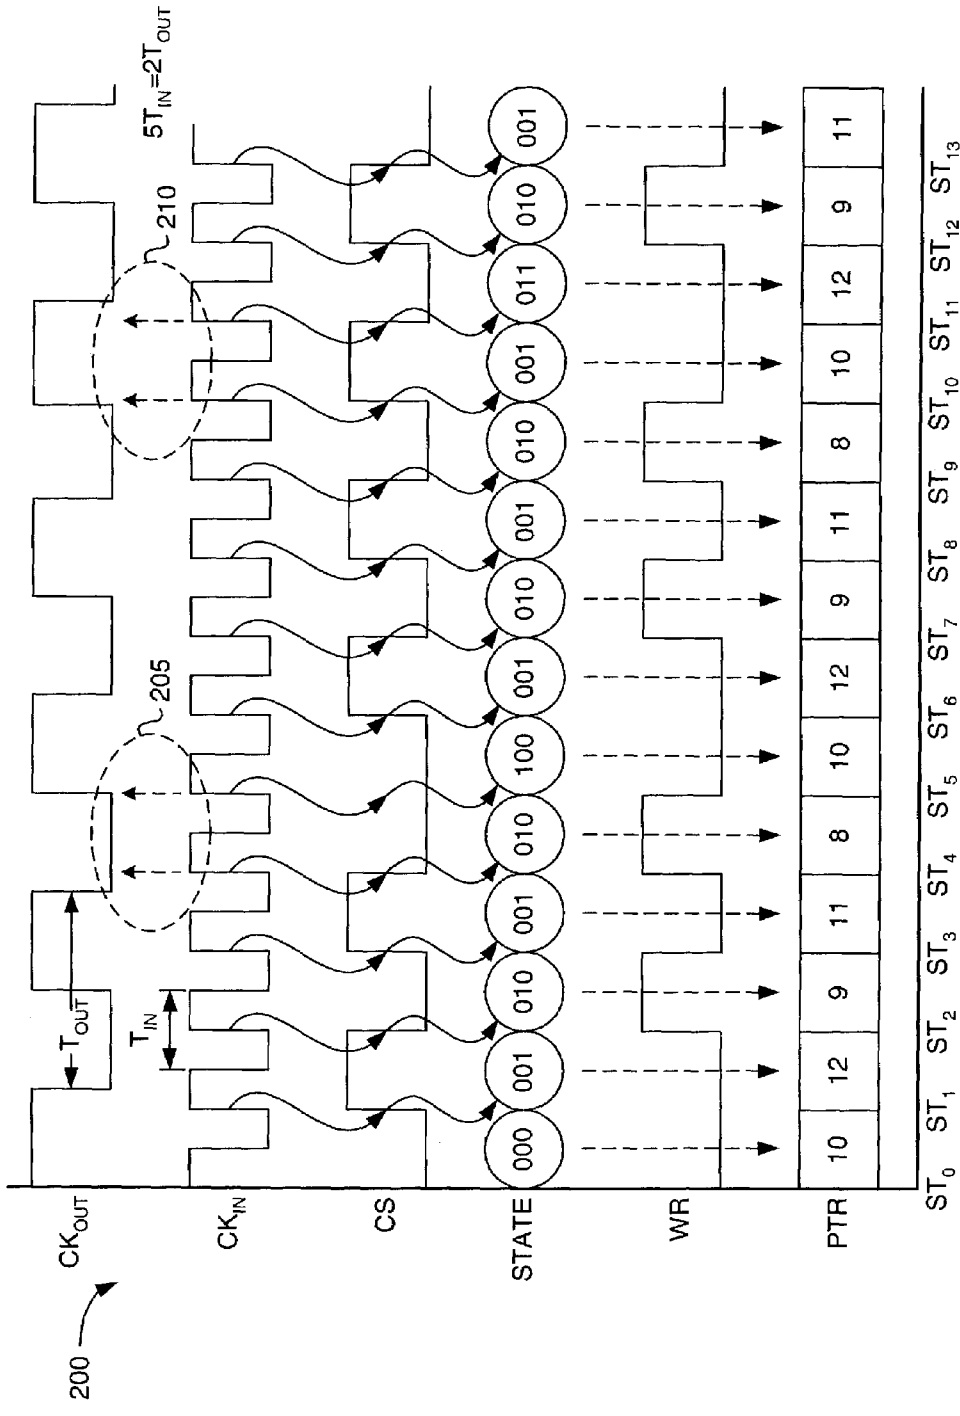 200
CK_OUT
T_OUT
205
210
5T_IN=2T_OUT
CK_IN
T_IN
CS
STATE
000 001 010 001 010 100 001 010 001 010 001 011 010 001
WR
PTR
10 12 9 11 8 10 12 9 11 8 10 12 9 11
ST_0 ST_1 ST_2 ST_3 ST_4 ST_5 ST_6 ST_7 ST_8 ST_9 ST_10 ST_11 ST_12 ST_13